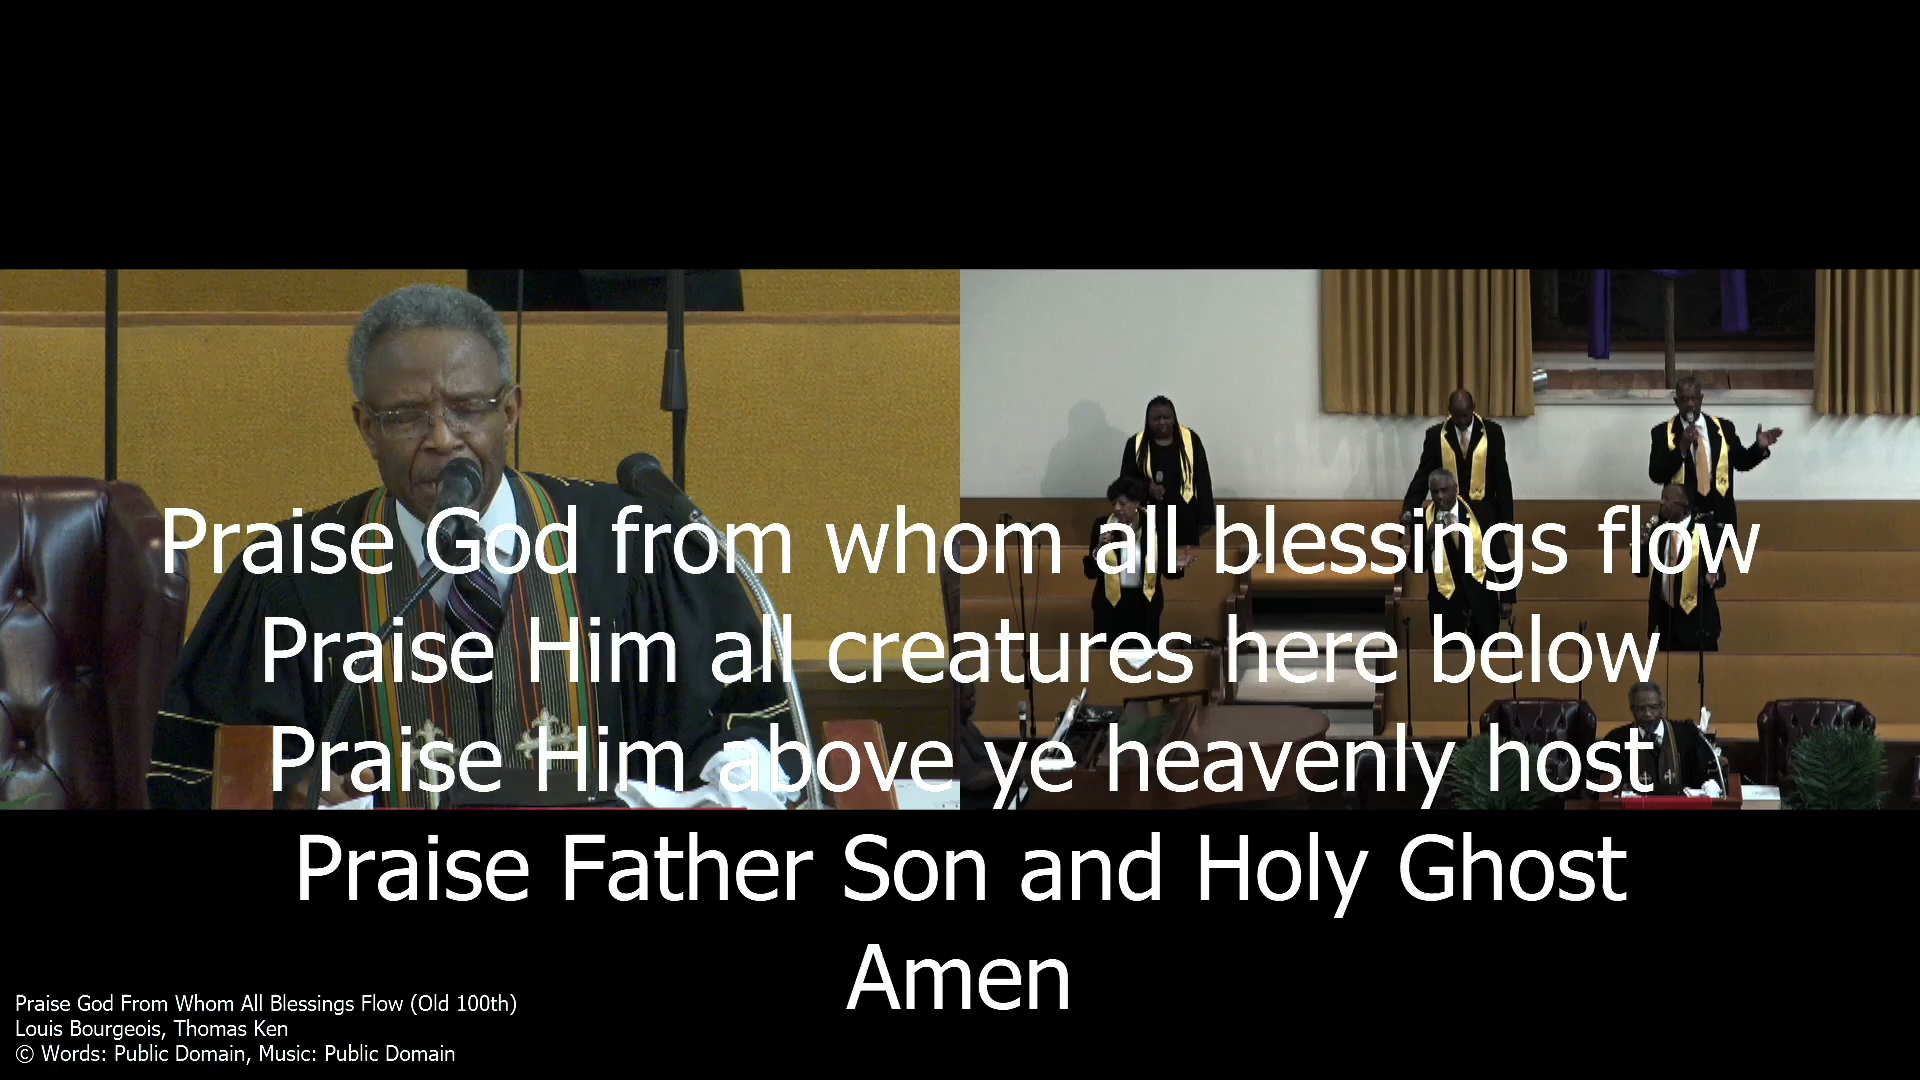 Praise God from whom all blessings flow
Praise Him all creatures here below
Praise Him above ye heavenly host
Praise Father Son and Holy Ghost
Amen
Praise God From Whom All Blessings Flow (Old 100th)
Louis Bourgeois, Thomas Ken
© Words: Public Domain, Music: Public Domain